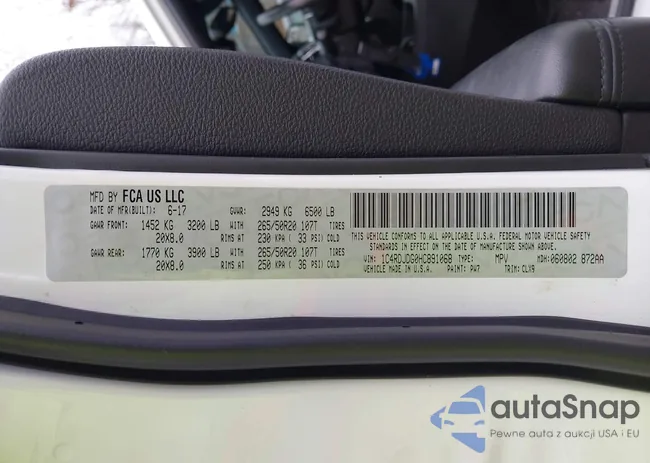 MFD BY FCA US LLC
DATE OF MFR(BUILT): 6-17 GVWR: 2949 KG 6500 LB
GAWR FRONT: 1452 KG 3200 LB 265/50R20 107T TIRES
20X8.0 RIMS AT 230 KPA ( 33 PSI) COLD
GAWR REAR: 1770 KG 3900 LB 265/50R20 107T TIRES
20X8.0 RIMS AT 250 KPA ( 36 PSI) COLD
THIS VEHICLE CONFORMS TO ALL APPLICABLE U.S.A. FEDERAL MOTOR VEHICLE SAFETY
STANDARDS IN EFFECT ON THE DATE OF MANUFACTURE SHOWN ABOVE.
VIN: 1C4RDJDG0HC891068 TYPE: MPV MDH: 060802 872AA
VEHICLE MADE IN U.S.A. PAINT: PW7 TRIM: CLX9
autaSnap
Pewne auta z aukcji USA i EU